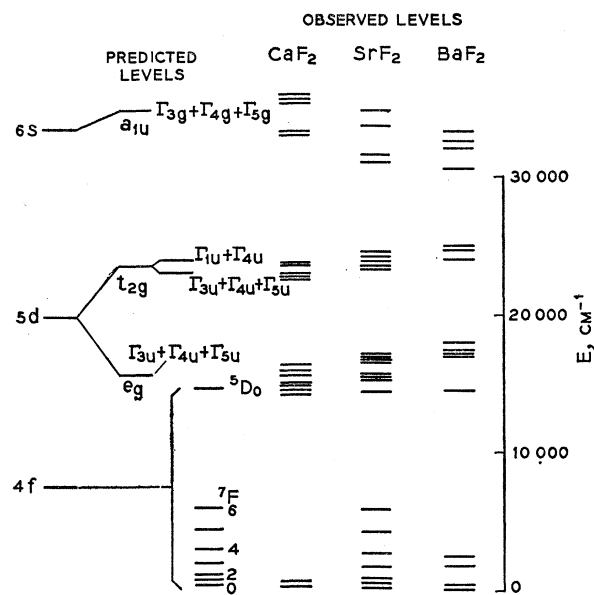 OBSERVED LEVELS
PREDICTED LEVELS
CaF₂ SrF₂ BaF₂
6s
a₁u
Γ₃g+Γ₄g+Γ₅g
30 000
Γ₁u+Γ₄u
t₂g
Γ₃u+Γ₄u+Γ₅u
5d
20 000
Γ₃u+Γ₄u+Γ₅u
eg
⁵D₀
E, CM⁻¹
10 000
4f
⁷F
6
4
2
0
0